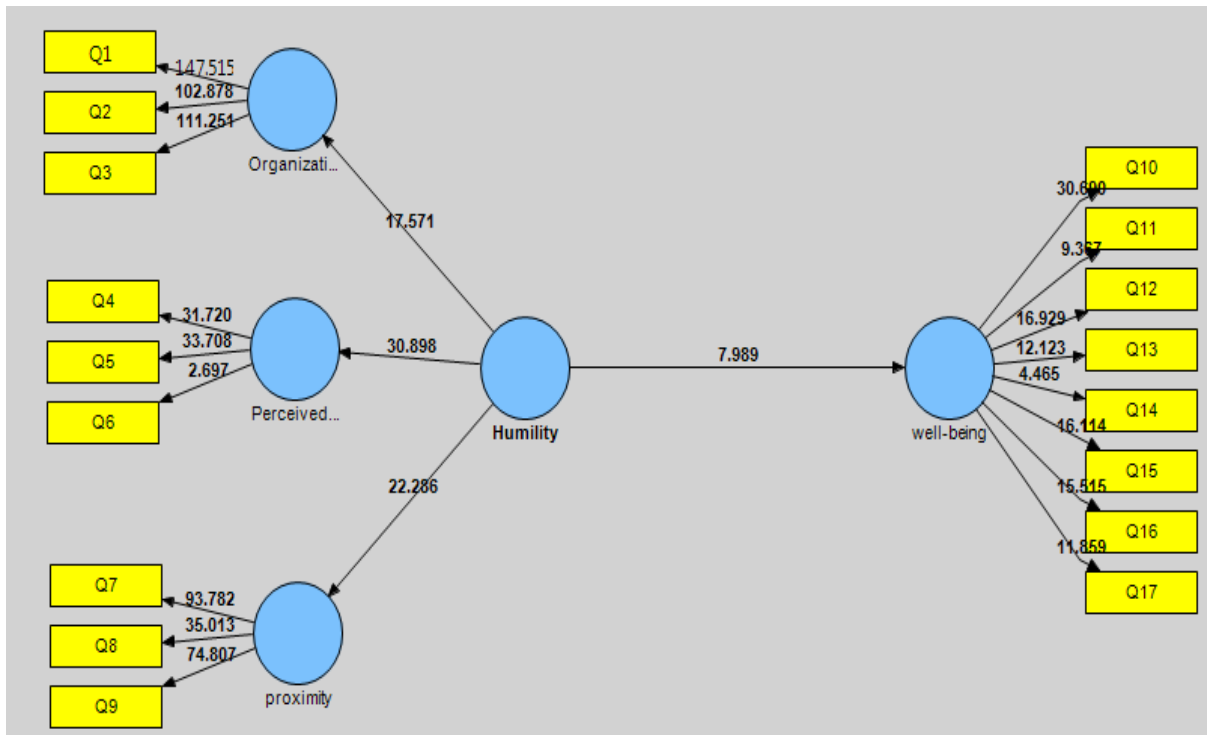 Q1
147.515
Q2
102.878
111.251
Q3
Organizati...
17.571
Q4
31.720
Q5
33.708
2.697
Q6
Perceived...
30.898
Humility
7.989
22.286
Q7
93.782
Q8
35.013
74.807
Q9
proximity
well-being
Q10
30.690
Q11
9.367
Q12
16.929
Q13
12.123
Q14
4.465
Q15
16.114
Q16
15.515
Q17
11.859